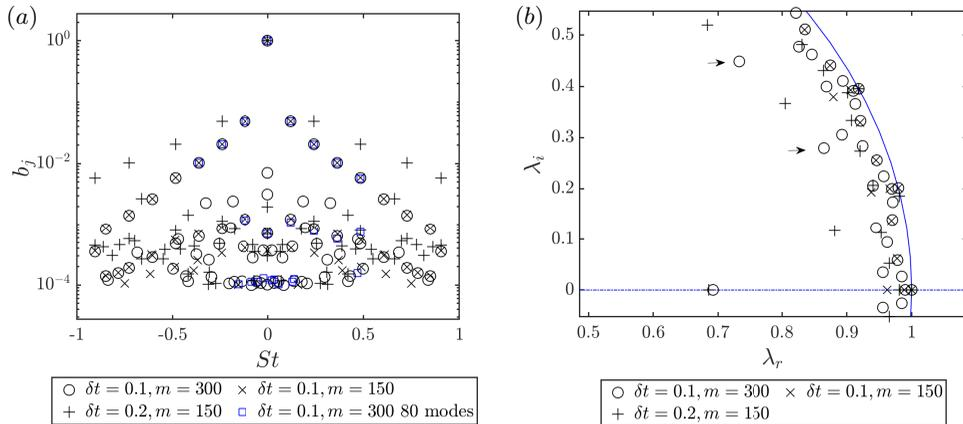 (a)
(b)
10^0
10^-2
10^-4
b_j
-1 -0.5 0 0.5 1
St
0.5
0.4
0.3
0.2
0.1
0
λ_i
0.5 0.6 0.7 0.8 0.9 1
λ_r
δt = 0.1, m = 300 δt = 0.1, m = 150
δt = 0.2, m = 150 δt = 0.1, m = 300 80 modes
δt = 0.1, m = 300 δt = 0.1, m = 150
δt = 0.2, m = 150